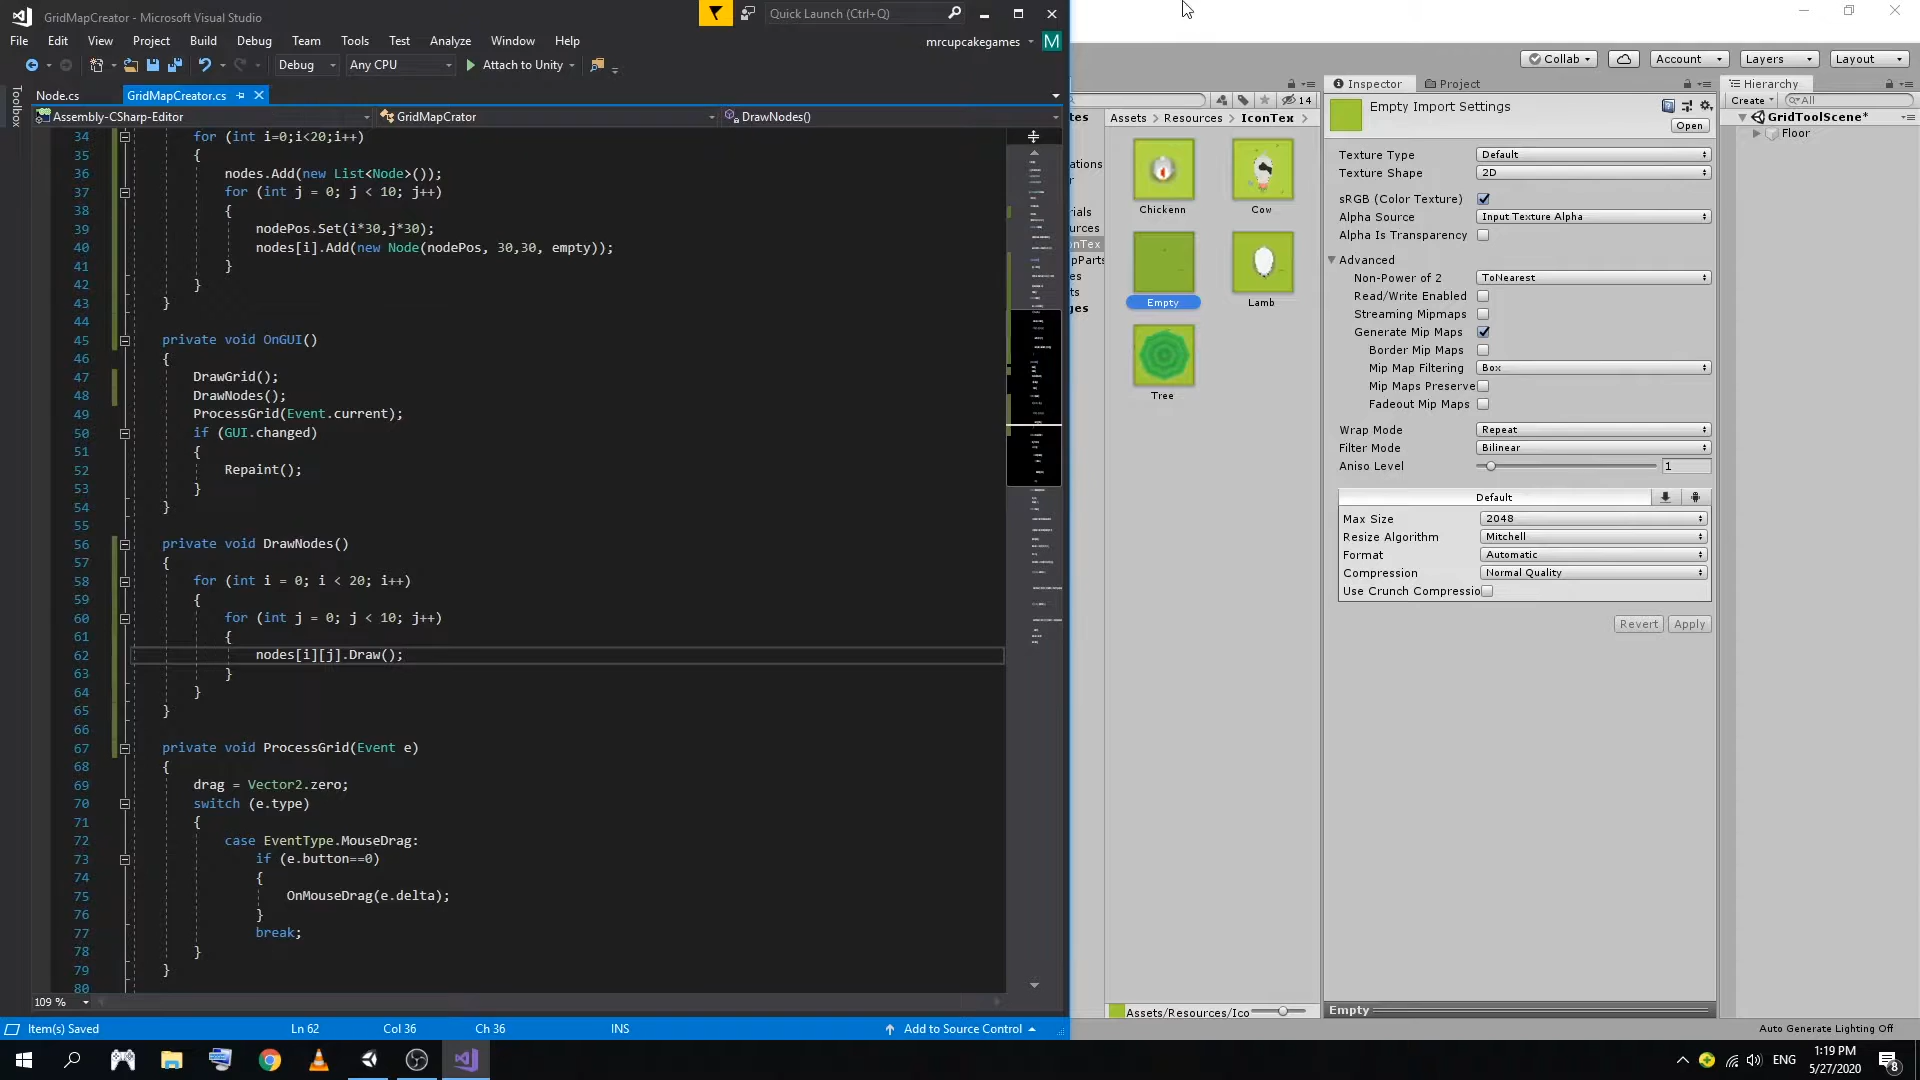 GridMapCreator - Microsoft Visual Studio
Quick Launch (Ctrl+Q)
File Edit View Project Build Debug Team Tools Test Analyze Window Help
mrcupcakegames M
Debug Any CPU Attach to Unity
Toolbox
Node.cs GridMapCreator.cs
Assembly-CSharp-Editor GridMapCrator DrawNodes()
34 for (int i=0;i<20;i++)
35 {
36 nodes.Add(new List<Node>());
37 for (int j = 0; j < 10; j++)
38 {
39 nodePos.Set(i*30,j*30);
40 nodes[i].Add(new Node(nodePos, 30,30, empty));
41 }
42 }
43 }
44
45 private void OnGUI()
46 {
47 DrawGrid();
48 DrawNodes();
49 ProcessGrid(Event.current);
50 if (GUI.changed)
51 {
52 Repaint();
53 }
54 }
55
56 private void DrawNodes()
57 {
58 for (int i = 0; i < 20; i++)
59 {
60 for (int j = 0; j < 10; j++)
61 {
62 nodes[i][j].Draw();
63 }
64 }
65 }
66
67 private void ProcessGrid(Event e)
68 {
69 drag = Vector2.zero;
70 switch (e.type)
71 {
72 case EventType.MouseDrag:
73 if (e.button==0)
74 {
75 OnMouseDrag(e.delta);
76 }
77 break;
78 }
79 }
80
109 %
Item(s) Saved Ln 62 Col 36 Ch 36 INS Add to Source Control
Collab Account Layers Layout
14
Assets > Resources > IconTex >
Chickenn Cow
Empty Lamb
Tree
Assets/Resources/Ico
Inspector Project
Empty Import Settings
Open
Texture Type Default
Texture Shape 2D
sRGB (Color Texture)
Alpha Source Input Texture Alpha
Alpha Is Transparency
Advanced
Non-Power of 2 ToNearest
Read/Write Enabled
Streaming Mipmaps
Generate Mip Maps
Border Mip Maps
Mip Map Filtering Box
Mip Maps Preserve
Fadeout Mip Maps
Wrap Mode Repeat
Filter Mode Bilinear
Aniso Level 1
Default
Max Size 2048
Resize Algorithm Mitchell
Format Automatic
Compression Normal Quality
Use Crunch Compressio
Revert Apply
Empty
Hierarchy
Create All
GridToolScene*
Floor
Auto Generate Lighting Off
ENG
1:19 PM
5/27/2020
8